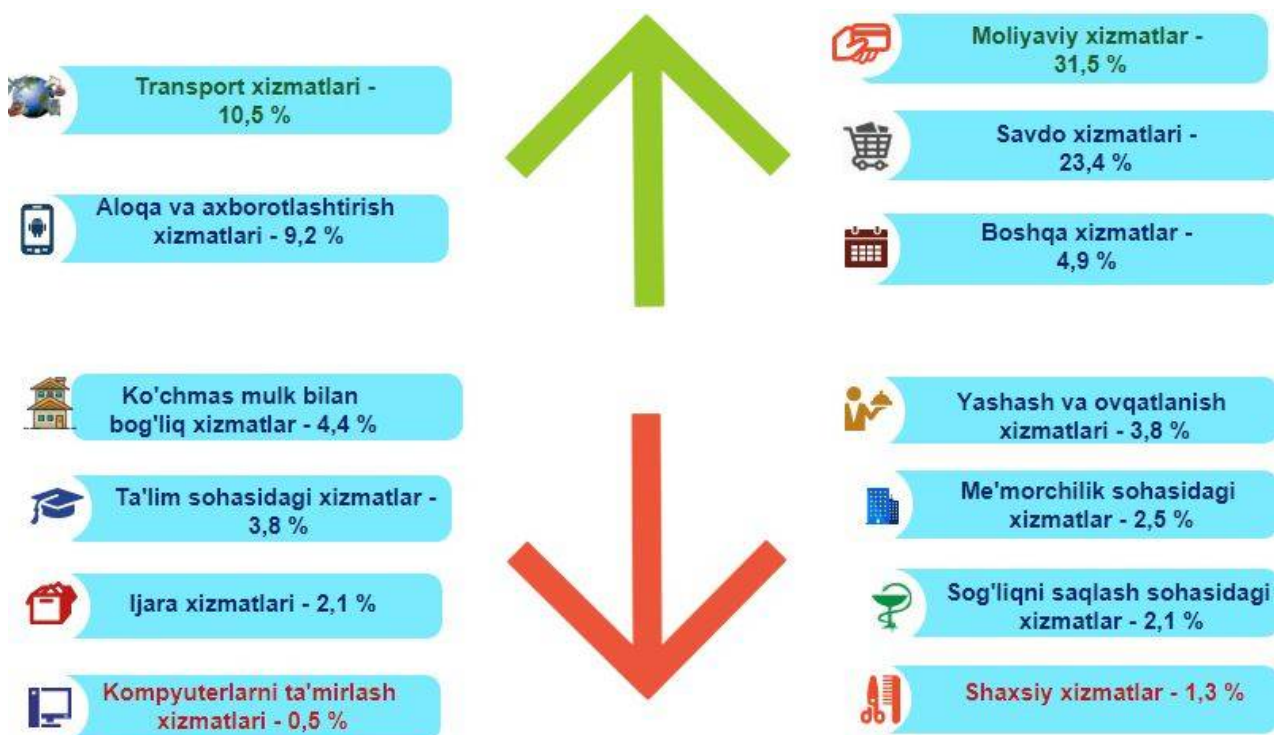 Transport xizmatlari -
10,5 %
Aloqa va axborotlashtirish
xizmatlari - 9,2 %
Moliyaviy xizmatlar -
31,5 %
Savdo xizmatlari -
23,4 %
Boshqa xizmatlar -
4,9 %
Ko'chmas mulk bilan
bog'liq xizmatlar - 4,4 %
Ta'lim sohasidagi xizmatlar -
3,8 %
Ijara xizmatlari - 2,1 %
Kompyuterlarni ta'mirlash
xizmatlari - 0,5 %
Yashash va ovqatlanish
xizmatlari - 3,8 %
Me'morchilik sohasidagi
xizmatlar - 2,5 %
Sog'liqni saqlash sohasidagi
xizmatlar - 2,1 %
Shaxsiy xizmatlar - 1,3 %